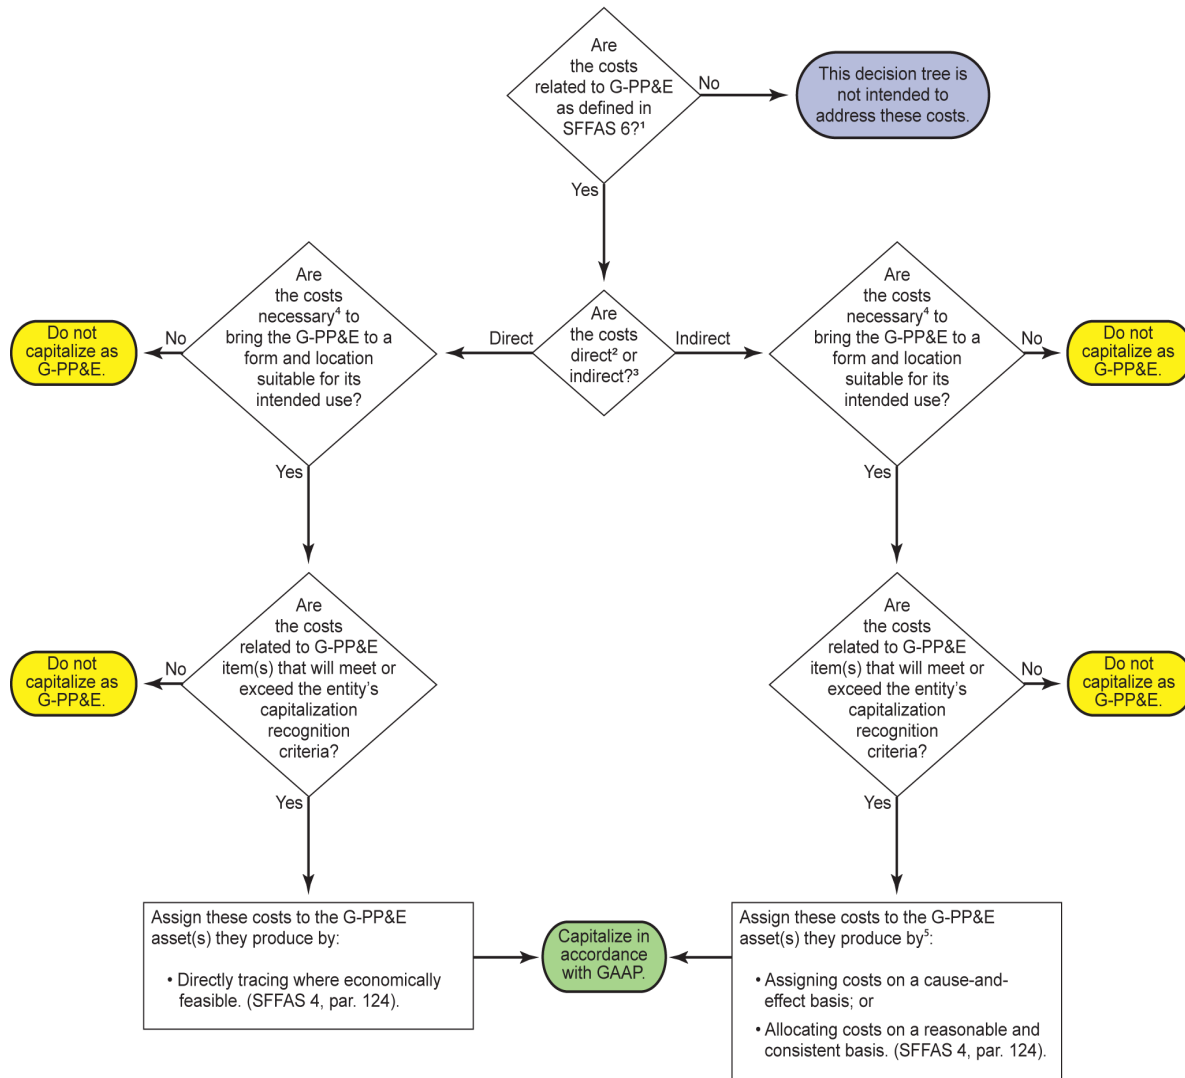 Are
the costs
related to G-PP&E
as defined in
SFFAS 6?¹
No
This decision tree is
not intended to
address these costs.
Yes
Are
the costs
direct² or
indirect?³
Direct
Indirect
Are
the costs
necessary⁴ to
bring the G-PP&E to a
form and location
suitable for its
intended use?
No
Do not
capitalize as
G-PP&E.
Yes
Are
the costs
related to G-PP&E
item(s) that will meet or
exceed the entity’s
capitalization
recognition
criteria?
No
Do not
capitalize as
G-PP&E.
Yes
Assign these costs to the G-PP&E
asset(s) they produce by:
• Directly tracing where economically
feasible. (SFFAS 4, par. 124).
Are
the costs
necessary⁴ to
bring the G-PP&E to a
form and location
suitable for its
intended use?
No
Do not
capitalize as
G-PP&E.
Yes
Are
the costs
related to G-PP&E
item(s) that will meet or
exceed the entity’s
capitalization
recognition
criteria?
No
Do not
capitalize as
G-PP&E.
Yes
Assign these costs to the G-PP&E
asset(s) they produce by⁵:
• Assigning costs on a cause-and-
effect basis; or
• Allocating costs on a reasonable and
consistent basis. (SFFAS 4, par. 124).
Capitalize in
accordance
with GAAP.